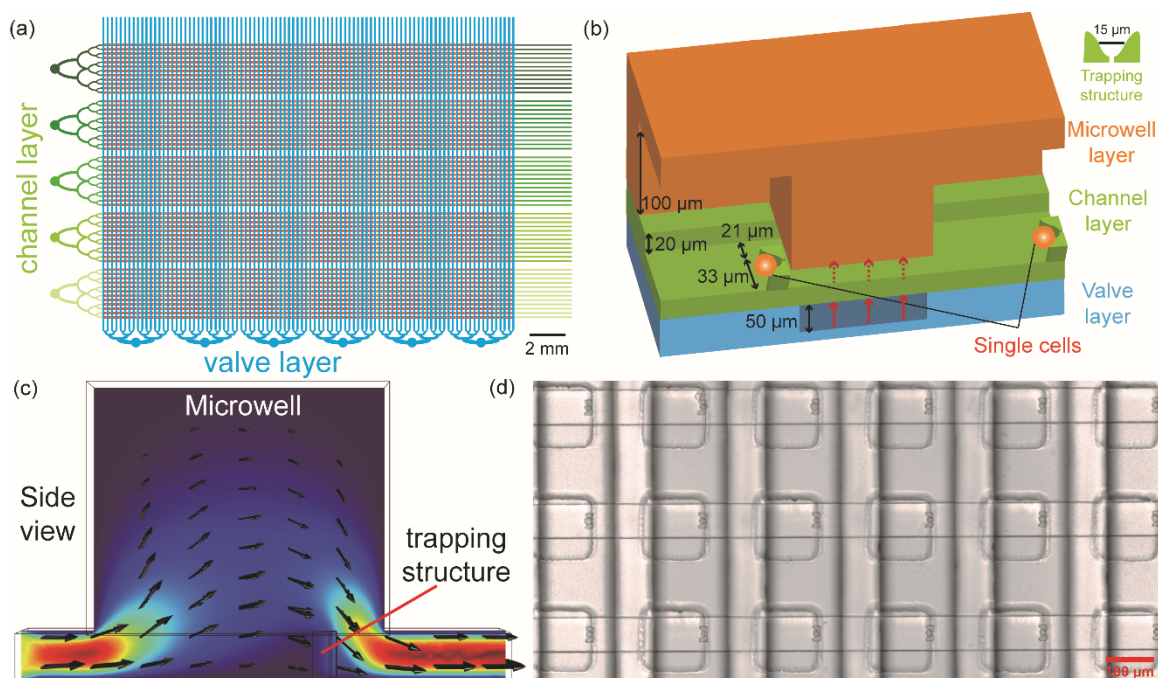 (a)
channel layer
valve layer
2 mm
(b)
15 µm
Trapping
structure
Microwell
layer
Channel
layer
Valve
layer
100 µm
20 µm
21 µm
33 µm
50 µm
Single cells
(c)
Microwell
Side
view
trapping
structure
(d)
100 µm